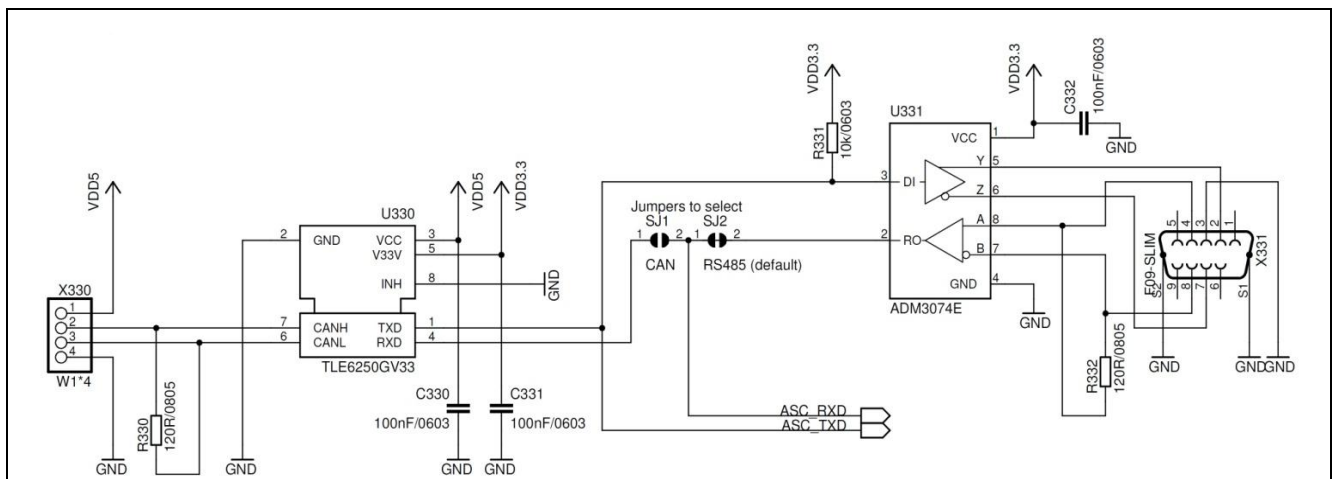 VDD3.3
VDD3.3
C332
100nF/0603
U331
R331
10k/0603
VCC
1
GND
VDD5
VDD5
VDD3.3
Y
5
3
DI
Z
6
Jumpers to select
U330
SJ1
SJ2
A
8
2
GND
VCC
3
1
2
1
2
2
RO
B
7
V33V
5
CAN
RS485 (default)
5
4
3
2
1
F09-SLIM
X331
INH
8
GND
GND
4
9
8
7
6
S2
S1
X330
1
2
3
4
ADM3074E
GND
7
CANH
TXD
1
6
CANL
RXD
4
TLE6250GV33
W1*4
R332
120R/0805
GND
GND
GND
C330
C331
100nF/0603
100nF/0603
ASC_RXD
ASC_TXD
R330
120R/0805
GND
GND
GND
GND